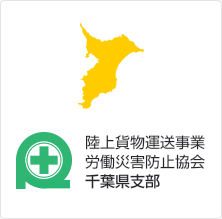 陸上貨物運送事業
労働災害防止協会
千葉県支部